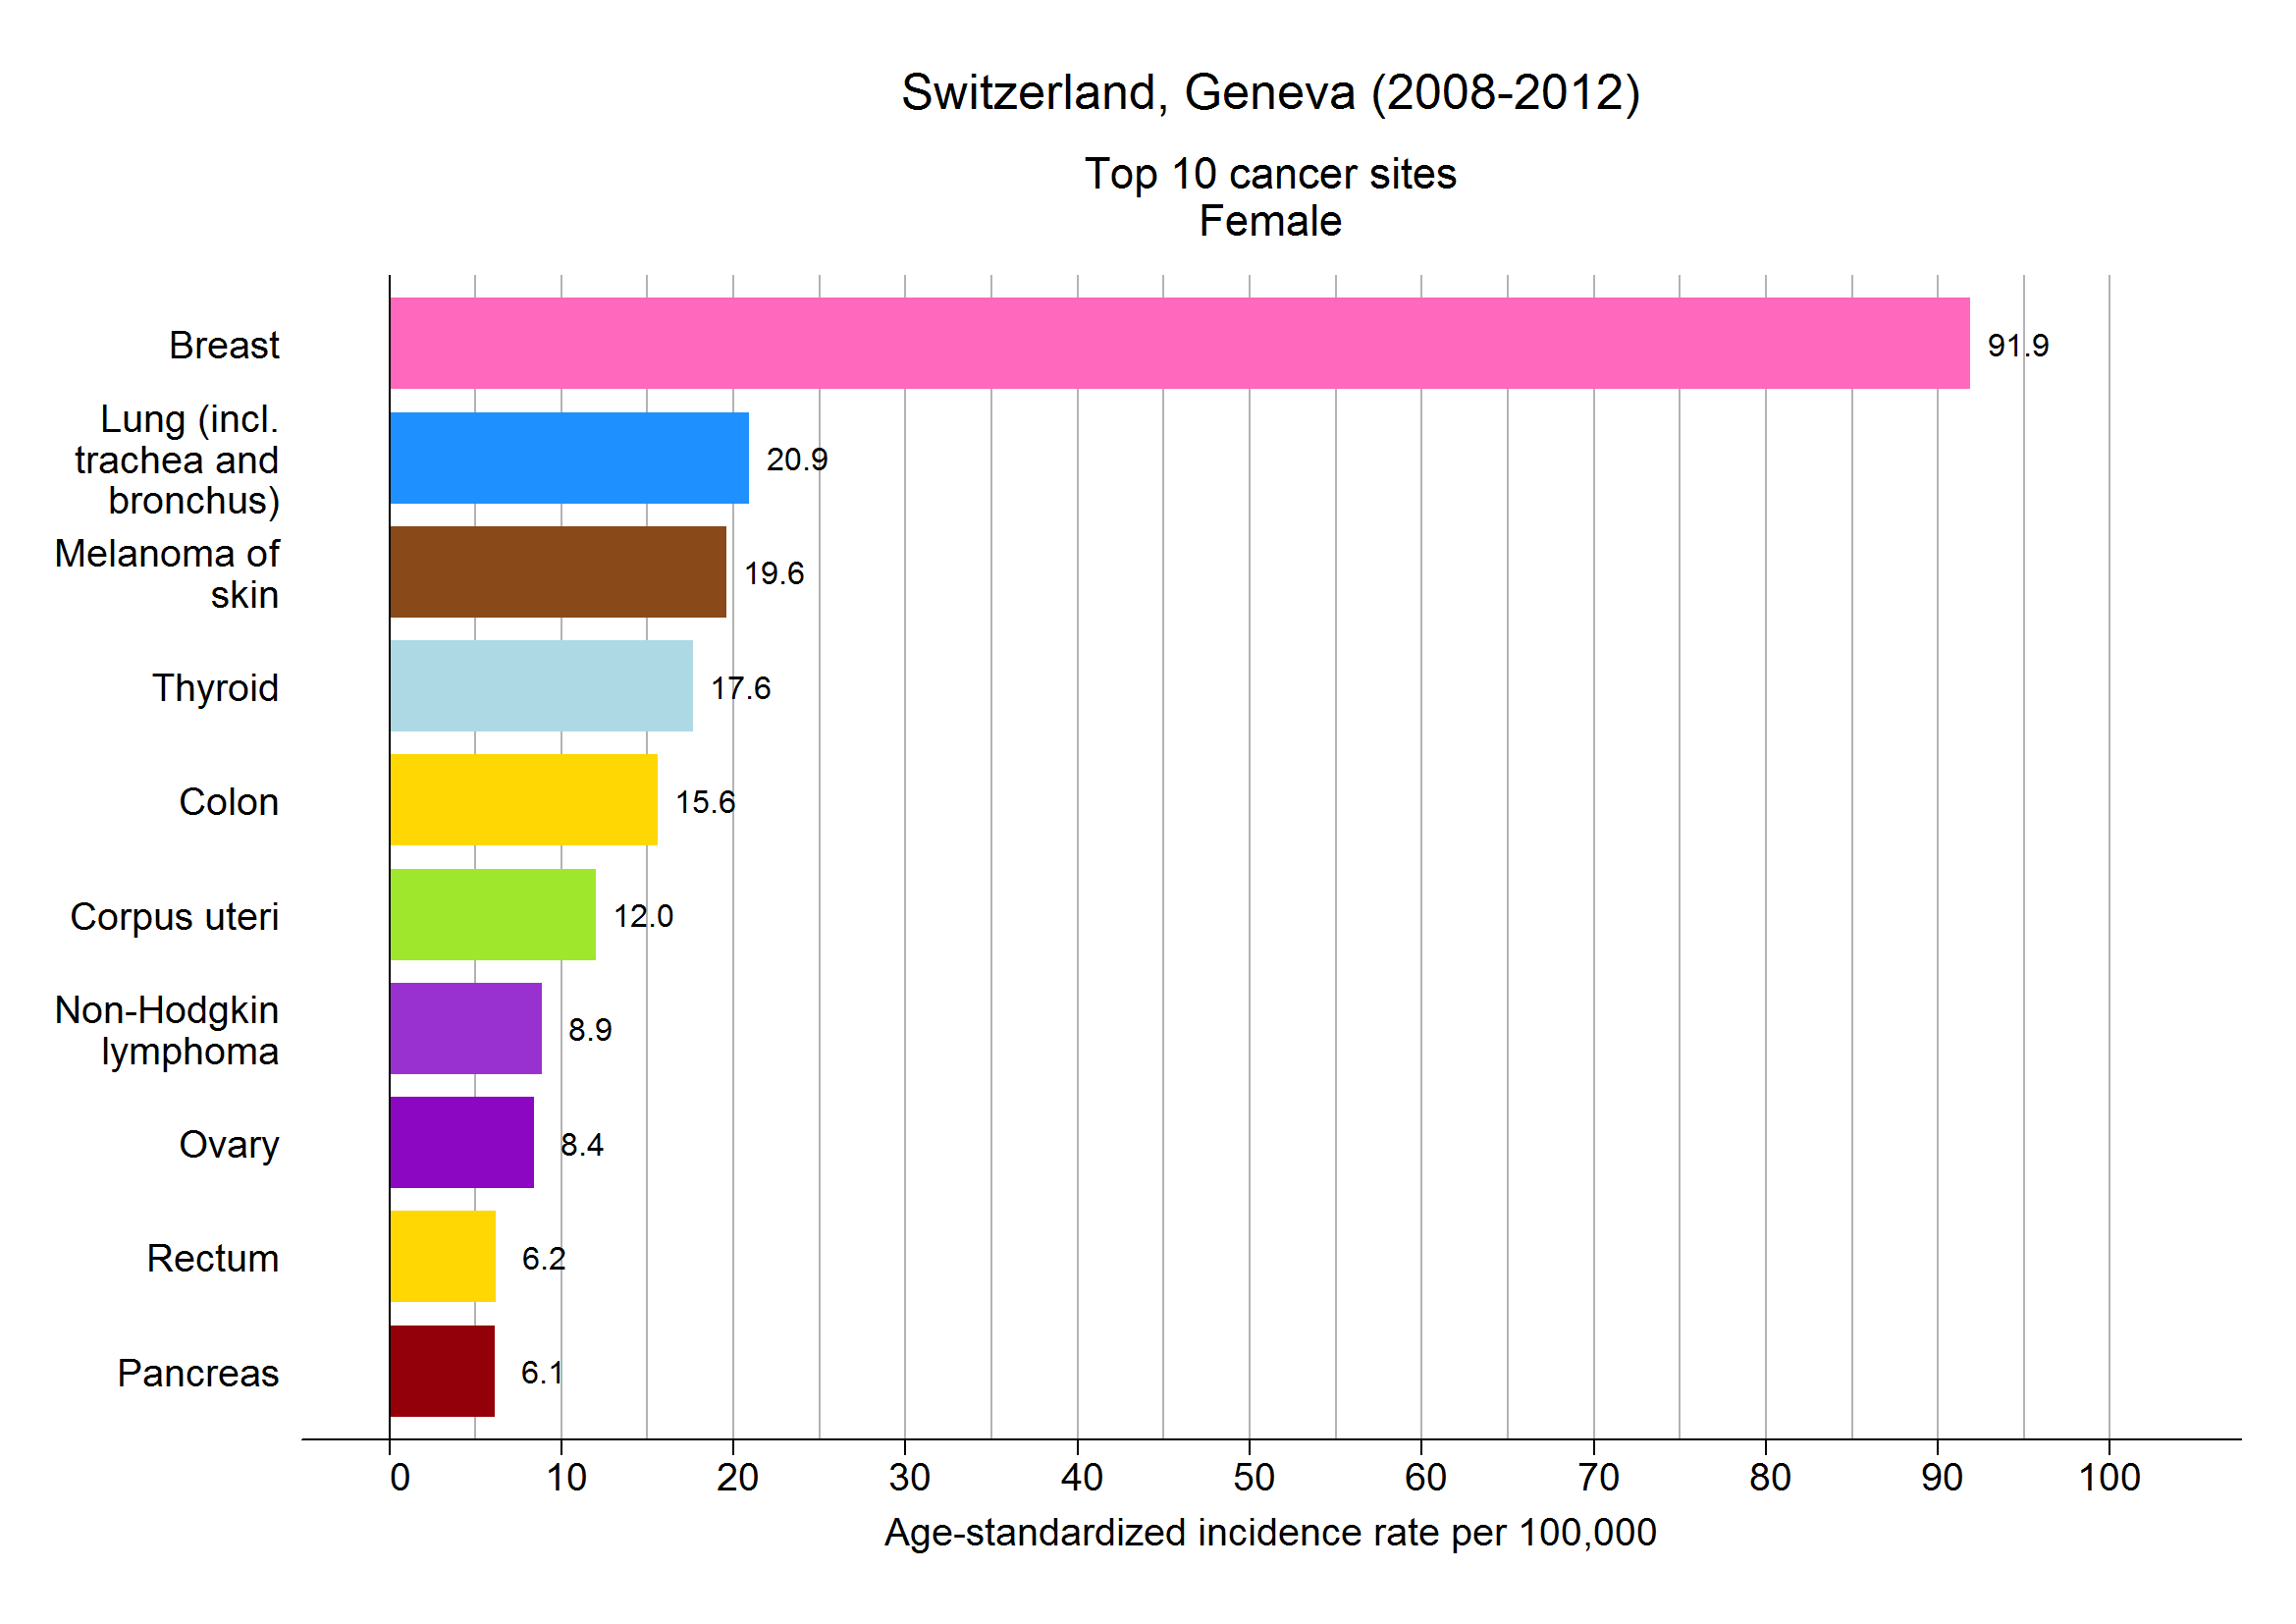 Switzerland, Geneva (2008-2012)
Top 10 cancer sites
Female
Breast
91.9
Lung (incl.
trachea and
bronchus)
20.9
Melanoma of
skin
19.6
Thyroid
17.6
Colon
15.6
Corpus uteri
12.0
Non-Hodgkin
lymphoma
8.9
Ovary
8.4
Rectum
6.2
Pancreas
6.1
0 10 20 30 40 50 60 70 80 90 100
Age-standardized incidence rate per 100,000